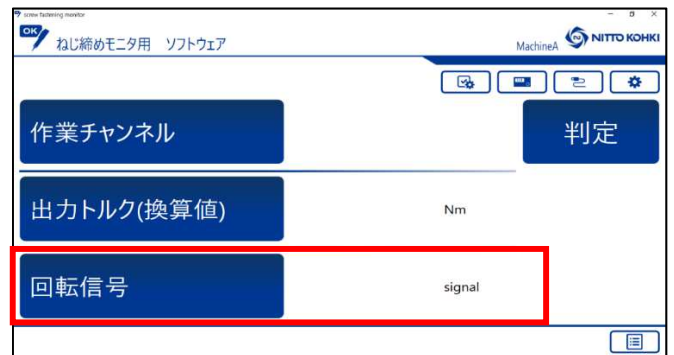 screw fastening monitor
OK
ねじ締めモニタ用 ソフトウェア
MachineA
NITTO KOHKI
作業チャンネル
判定
出力トルク(換算値)
Nm
回転信号
signal